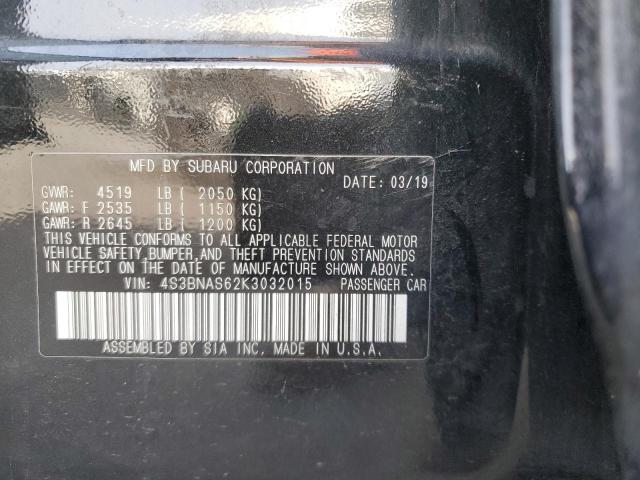 MFD BY SUBARU CORPORATION
DATE: 03/19
GVWR: 4519 LB ( 2050 KG)
GAWR: F 2535 LB ( 1150 KG)
GAWR: R 2645 LB ( 1200 KG)
THIS VEHICLE CONFORMS TO ALL APPLICABLE FEDERAL MOTOR
VEHICLE SAFETY, BUMPER, AND THEFT PREVENTION STANDARDS
IN EFFECT ON THE DATE OF MANUFACTURE SHOWN ABOVE.
VIN: 4S3BNAS62K3032015 PASSENGER CAR
ASSEMBLED BY SIA INC. MADE IN U.S.A.